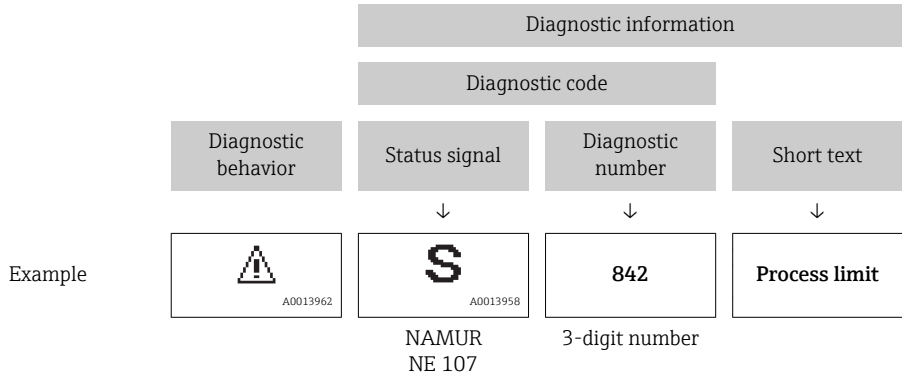 Diagnostic information
Diagnostic code
Diagnostic
behavior
Status signal
Diagnostic
number
Short text
↓ ↓ ↓
Example
A0013962
S
A0013958
842
Process limit
NAMUR
NE 107
3-digit number